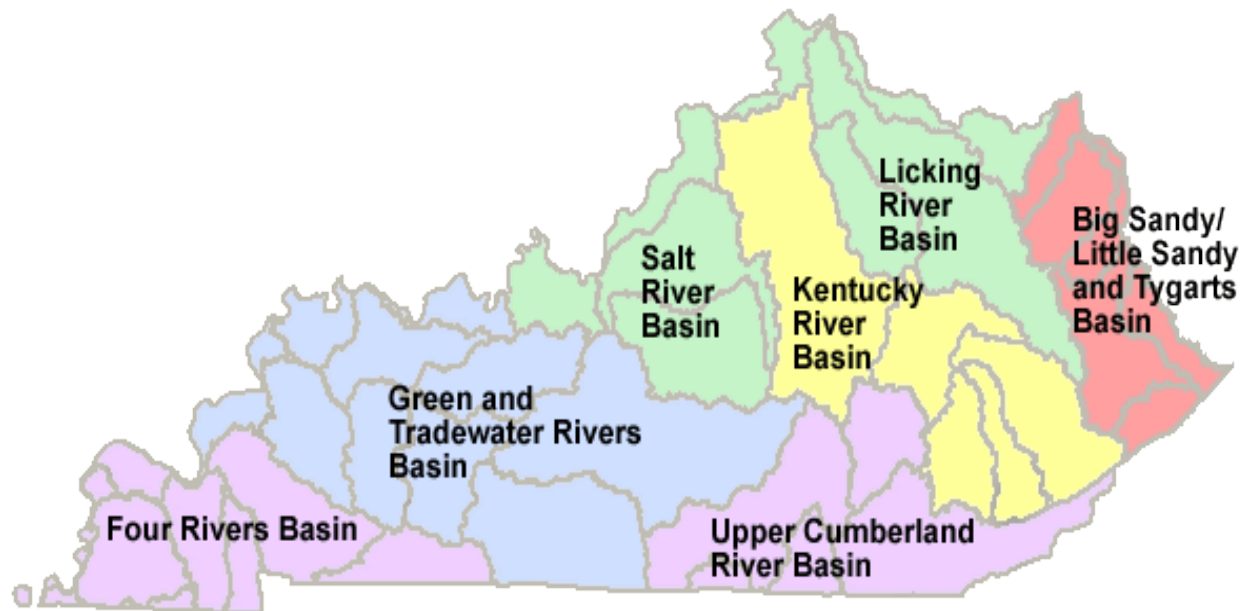 Licking
River
Basin
Big Sandy/
Little Sandy
and Tygarts
Basin
Salt
River
Basin
Kentucky
River
Basin
Green and
Tradewater Rivers
Basin
Four Rivers Basin
Upper Cumberland
River Basin